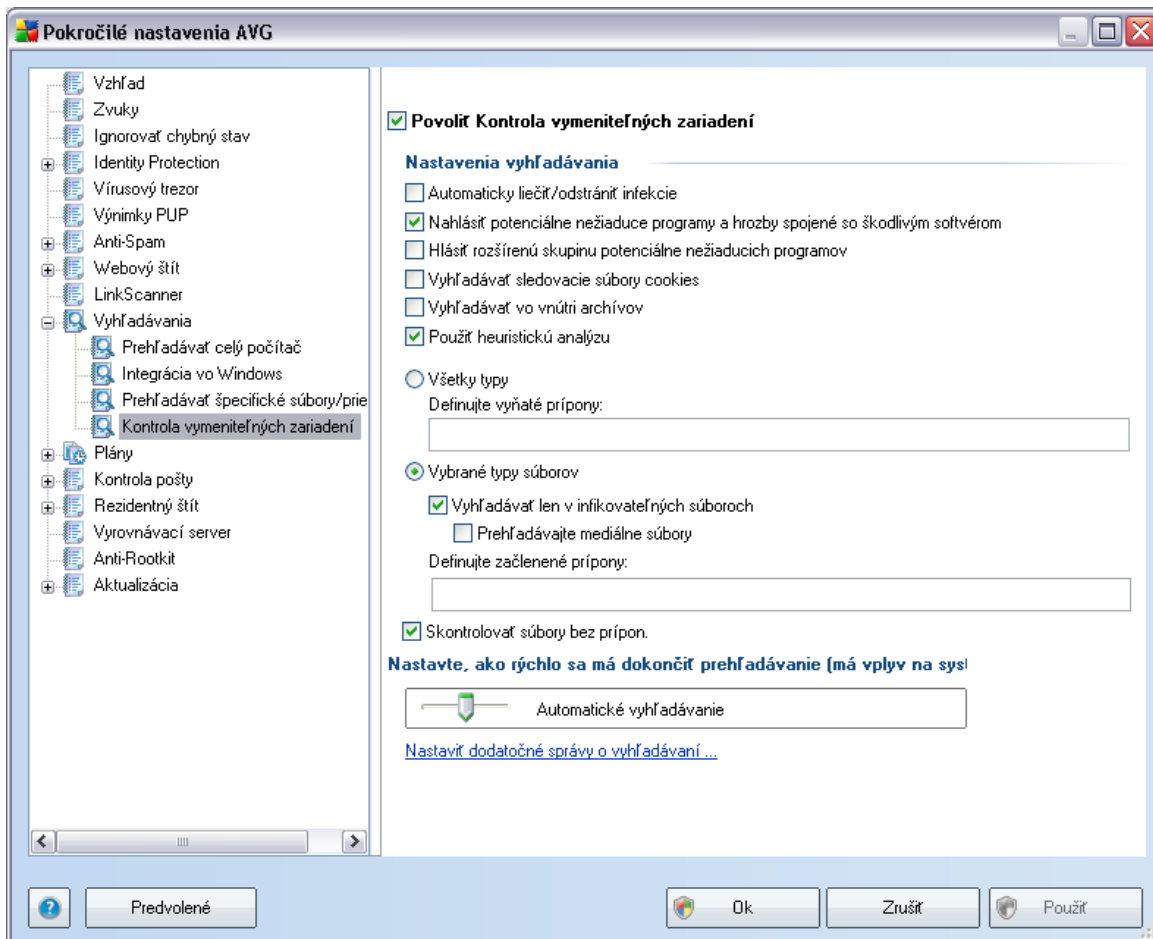 Pokročilé nastavenia AVG
Vzhľad
Zvuky
Ignorovať chybný stav
Identity Protection
Vírusový trezor
Výnimky PUP
Anti-Spam
Webový štít
LinkScanner
Vyhľadávania
Prehľadávať celý počítač
Integrácia vo Windows
Prehľadávať špecifické súbory/prie
Kontrola vymeniteľných zariadení
Plány
Kontrola pošty
Rezidentný štít
Vyrovnávací server
Anti-Rootkit
Aktualizácia
Povoliť Kontrola vymeniteľných zariadení
Nastavenia vyhľadávania
Automaticky liečiť/odstrániť infekcie
Nahlásiť potenciálne nežiaduce programy a hrozby spojené so škodlivým softvérom
Hlásiť rozšírenú skupinu potenciálne nežiaducich programov
Vyhľadávať sledovacie súbory cookies
Vyhľadávať vo vnútri archívov
Použiť heuristickú analýzu
Všetky typy
Definujte vyňaté prípony:
Vybrané typy súborov
Vyhľadávať len v infikovateľných súboroch
Prehľadávajte mediálne súbory
Definujte začlenené prípony:
Skontrolovať súbory bez prípon.
Nastavte, ako rýchlo sa má dokončiť prehľadávanie (má vplyv na sys
Automatické vyhľadávanie
Nastaviť dodatočné správy o vyhľadávaní ...
Predvolené
Ok
Zrušiť
Použiť